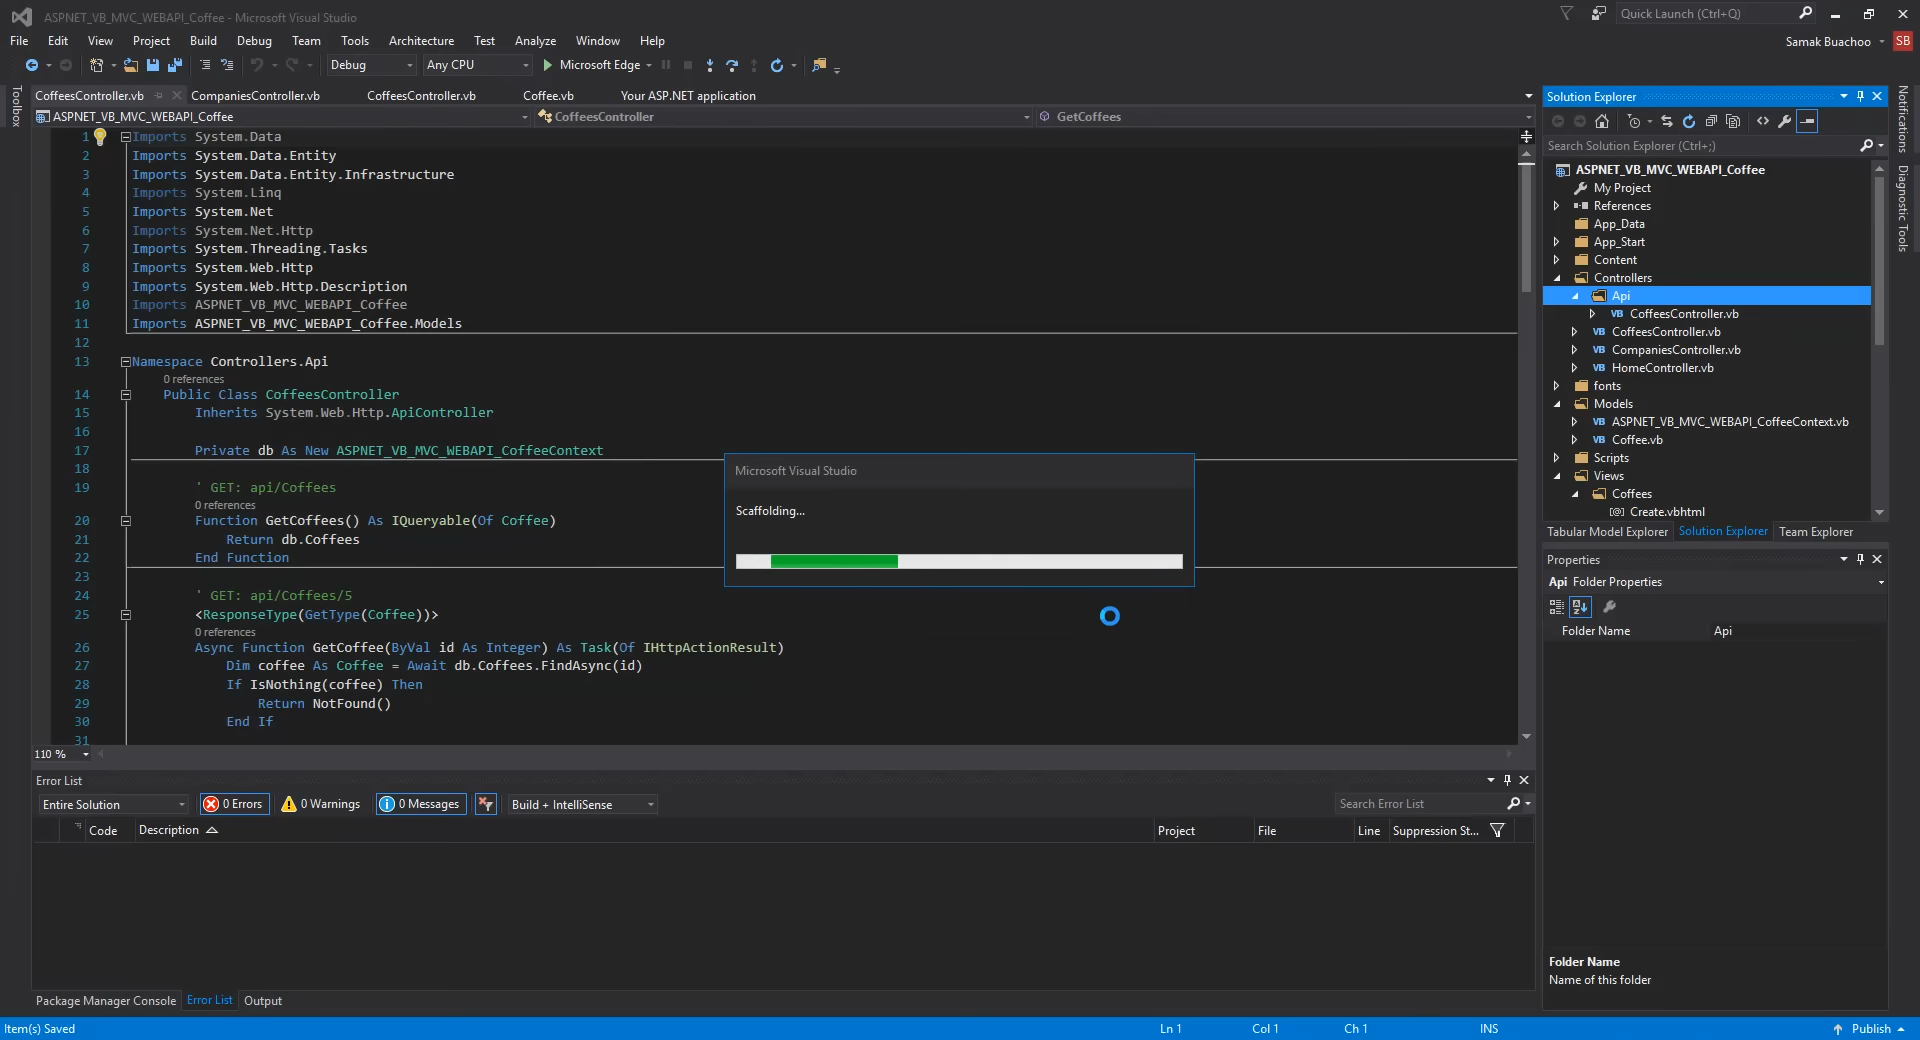 ASPNET_VB_MVC_WEBAPI_Coffee - Microsoft Visual Studio
Quick Launch (Ctrl+Q)
File Edit View Project Build Debug Team Tools Architecture Test Analyze Window Help
Samak Buachoo SB
Debug Any CPU Microsoft Edge
Toolbox
CoffeesController.vb CompaniesController.vb CoffeesController.vb Coffee.vb Your ASP.NET application
ASPNET_VB_MVC_WEBAPI_Coffee CoffeesController GetCoffees
1 Imports System.Data
2 Imports System.Data.Entity
3 Imports System.Data.Entity.Infrastructure
4 Imports System.Linq
5 Imports System.Net
6 Imports System.Net.Http
7 Imports System.Threading.Tasks
8 Imports System.Web.Http
9 Imports System.Web.Http.Description
10 Imports ASPNET_VB_MVC_WEBAPI_Coffee
11 Imports ASPNET_VB_MVC_WEBAPI_Coffee.Models
12
13 Namespace Controllers.Api
0 references
14 Public Class CoffeesController
15 Inherits System.Web.Http.ApiController
16
17 Private db As New ASPNET_VB_MVC_WEBAPI_CoffeeContext
18
19 ' GET: api/Coffees
0 references
20 Function GetCoffees() As IQueryable(Of Coffee)
21 Return db.Coffees
22 End Function
23
24 ' GET: api/Coffees/5
25 <ResponseType(GetType(Coffee))>
0 references
26 Async Function GetCoffee(ByVal id As Integer) As Task(Of IHttpActionResult)
27 Dim coffee As Coffee = Await db.Coffees.FindAsync(id)
28 If IsNothing(coffee) Then
29 Return NotFound()
30 End If
31
110 %
Microsoft Visual Studio
Scaffolding...
Error List
Entire Solution 0 Errors 0 Warnings 0 Messages Build + IntelliSense Search Error List
Code Description Project File Line Suppression St...
Package Manager Console Error List Output
Solution Explorer
Search Solution Explorer (Ctrl+;)
ASPNET_VB_MVC_WEBAPI_Coffee
My Project
References
App_Data
App_Start
Content
Controllers
Api
VB CoffeesController.vb
VB CoffeesController.vb
VB CompaniesController.vb
VB HomeController.vb
fonts
Models
VB ASPNET_VB_MVC_WEBAPI_CoffeeContext.vb
VB Coffee.vb
Scripts
Views
Coffees
[@] Create.vbhtml
Tabular Model Explorer Solution Explorer Team Explorer
Properties
Api Folder Properties
Folder Name Api
Folder Name
Name of this folder
Notifications
Diagnostic Tools
Item(s) Saved Ln 1 Col 1 Ch 1 INS Publish